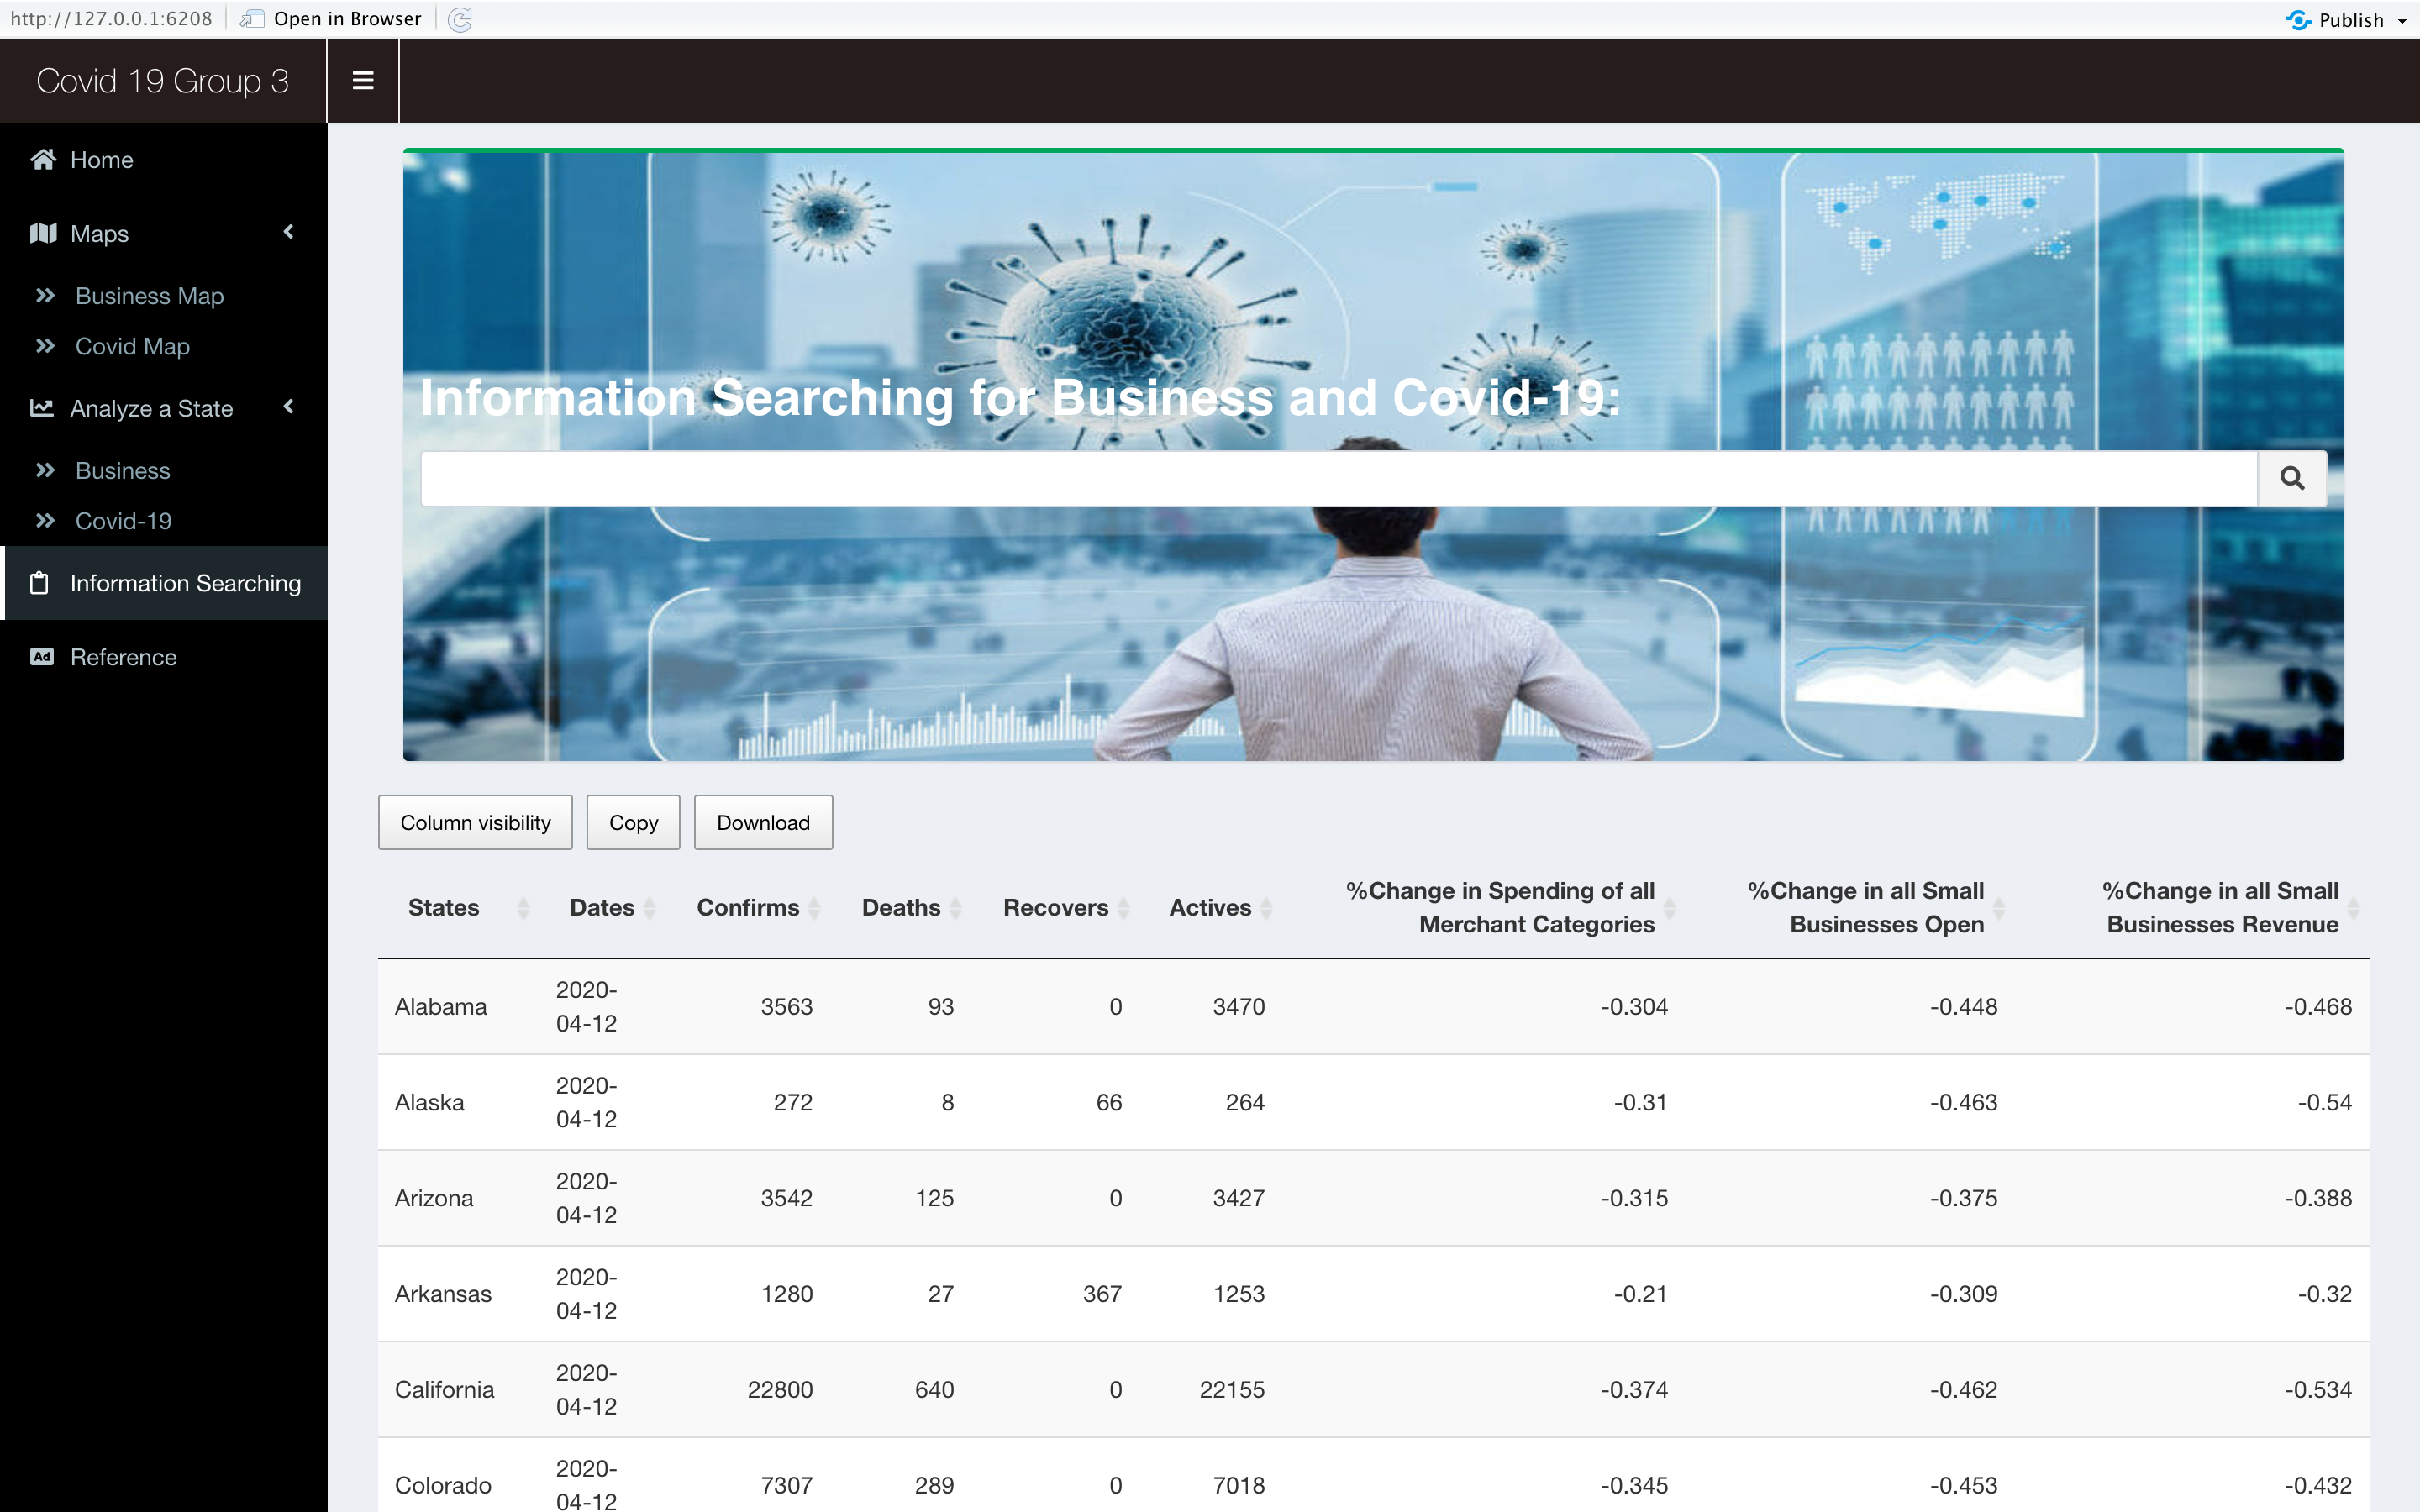 http://127.0.0.1:6208 Open in Browser Publish
Covid 19 Group 3
Home
Maps
Business Map
Covid Map
Analyze a State
Business
Covid-19
Information Searching
Ad Reference
Information Searching for Business and Covid-19:
Column visibility Copy Download
States Dates Confirms Deaths Recovers Actives %Change in Spending of all Merchant Categories %Change in all Small Businesses Open %Change in all Small Businesses Revenue
Alabama 2020-04-12 3563 93 0 3470 -0.304 -0.448 -0.468
Alaska 2020-04-12 272 8 66 264 -0.31 -0.463 -0.54
Arizona 2020-04-12 3542 125 0 3427 -0.315 -0.375 -0.388
Arkansas 2020-04-12 1280 27 367 1253 -0.21 -0.309 -0.32
California 2020-04-12 22800 640 0 22155 -0.374 -0.462 -0.534
Colorado 2020-04-12 7307 289 0 7018 -0.345 -0.453 -0.432